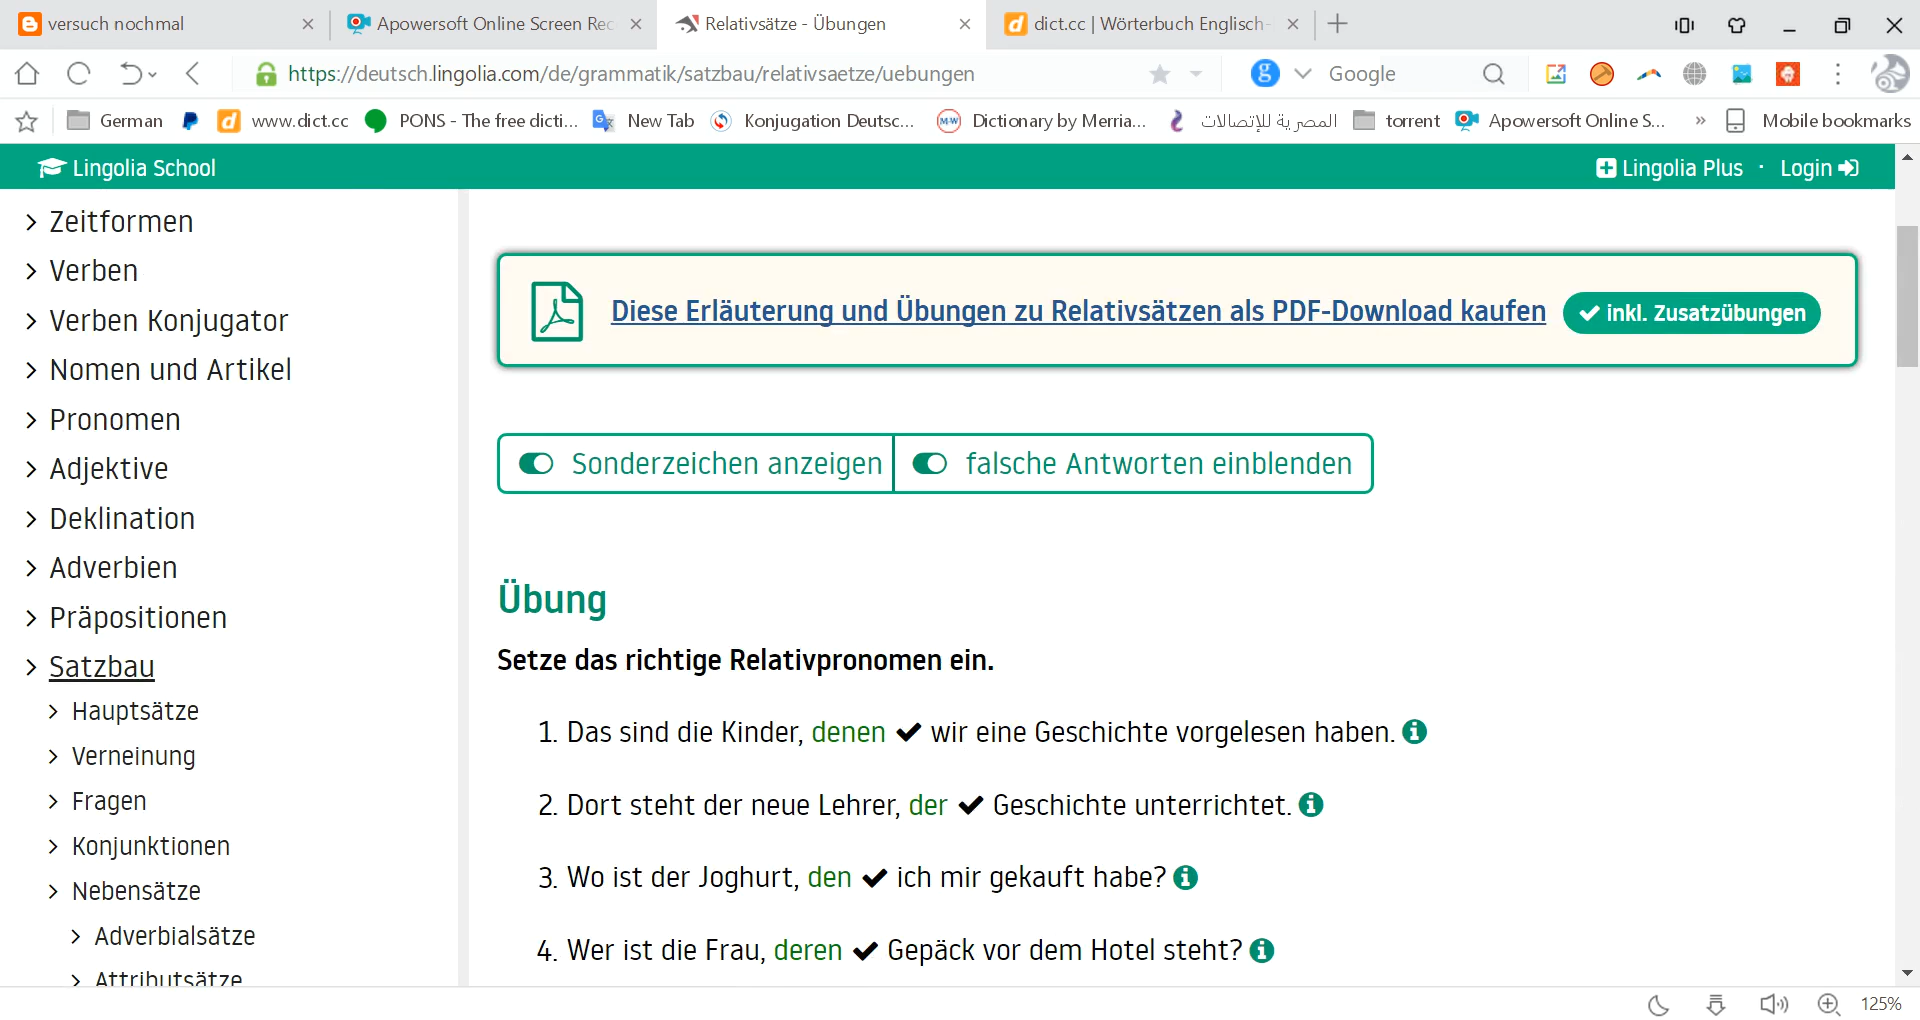 versuch nochmal
Apowersoft Online Screen Rec
Relativsätze - Übungen
dict.cc | Wörterbuch Englisch-
https://deutsch.lingolia.com/de/grammatik/satzbau/relativsaetze/uebungen
Google
German
www.dict.cc
PONS - The free dicti...
New Tab
Konjugation Deutsc...
Dictionary by Merria...
المصرية للإتصالات
torrent
Apowersoft Online S...
»
Mobile bookmarks
Lingolia School
Lingolia Plus · Login
Zeitformen
Verben
Verben Konjugator
Nomen und Artikel
Pronomen
Adjektive
Deklination
Adverbien
Präpositionen
Satzbau
Hauptsätze
Verneinung
Fragen
Konjunktionen
Nebensätze
Adverbialsätze
Attributsätze
Diese Erläuterung und Übungen zu Relativsätzen als PDF-Download kaufen
inkl. Zusatzübungen
Sonderzeichen anzeigen
falsche Antworten einblenden
Übung
Setze das richtige Relativpronomen ein.
1. Das sind die Kinder, denen ✔ wir eine Geschichte vorgelesen haben.
2. Dort steht der neue Lehrer, der ✔ Geschichte unterrichtet.
3. Wo ist der Joghurt, den ✔ ich mir gekauft habe?
4. Wer ist die Frau, deren ✔ Gepäck vor dem Hotel steht?
125%